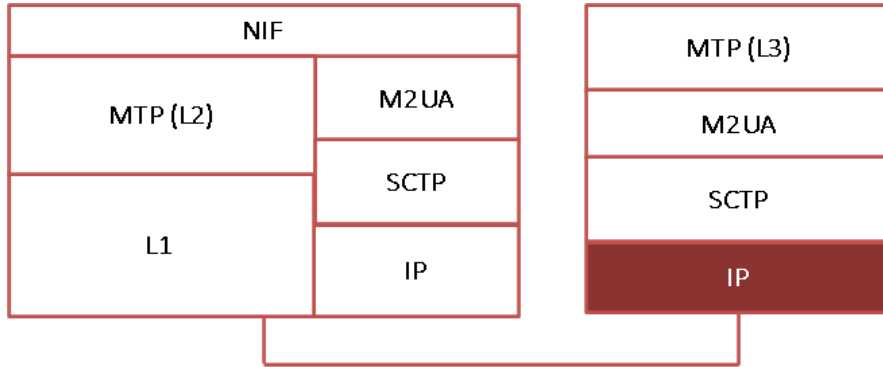 NIF
MTP (L2)
M2UA
SCTP
L1
IP
MTP (L3)
M2UA
SCTP
IP